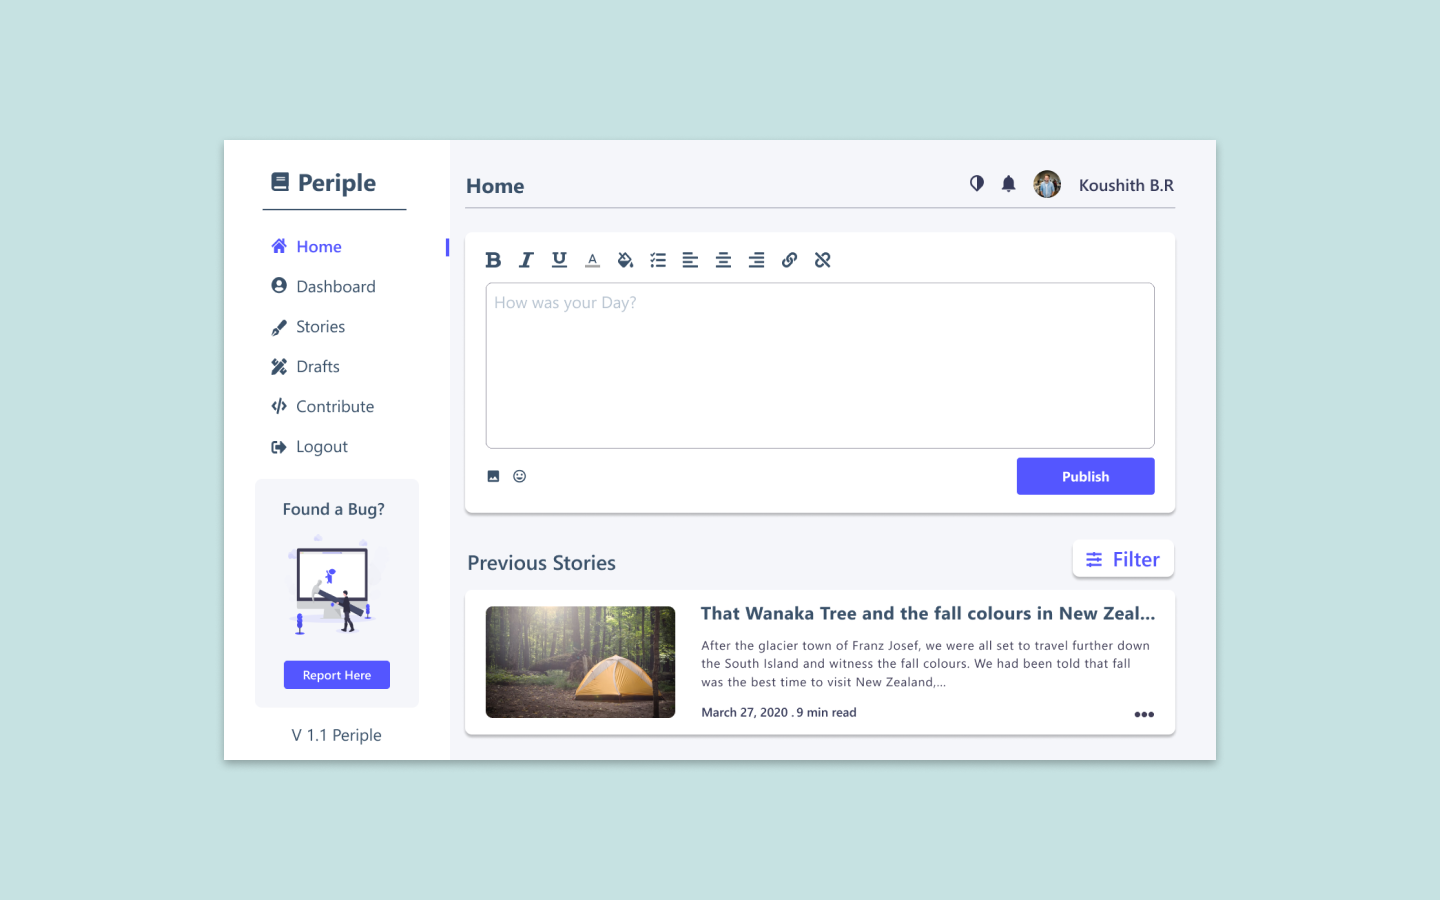 Periple
Home
Dashboard
Stories
Drafts
Contribute
Logout
Found a Bug?
Report Here
V 1.1 Periple
Home
Koushith B.R
How was your Day?
Publish
Previous Stories
Filter
That Wanaka Tree and the fall colours in New Zeal...
After the glacier town of Franz Josef, we were all set to travel further down
the South Island and witness the fall colours. We had been told that fall
was the best time to visit New Zealand,...
March 27, 2020 . 9 min read